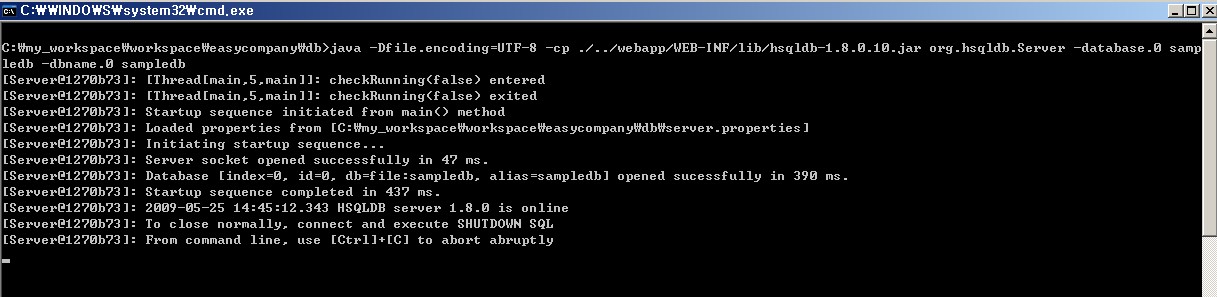 C:₩WINDOWS₩system32₩cmd.exe
C:₩my_workspace₩workspace₩easycompany₩db>java -Dfile.encoding=UTF-8 -cp ./../webapp/WEB-INF/lib/hsqldb-1.8.0.10.jar org.hsqldb.Server -database.0 samp
ledb -dbname.0 sampledb
[Server@1270b73]: [Thread[main,5,main]]: checkRunning(false) entered
[Server@1270b73]: [Thread[main,5,main]]: checkRunning(false) exited
[Server@1270b73]: Startup sequence initiated from main() method
[Server@1270b73]: Loaded properties from [C:₩my_workspace₩workspace₩easycompany₩db₩server.properties]
[Server@1270b73]: Initiating startup sequence...
[Server@1270b73]: Server socket opened successfully in 47 ms.
[Server@1270b73]: Database [index=0, id=0, db=file:sampledb, alias=sampledb] opened sucessfully in 390 ms.
[Server@1270b73]: Startup sequence completed in 437 ms.
[Server@1270b73]: 2009-05-25 14:45:12.343 HSQLDB server 1.8.0 is online
[Server@1270b73]: To close normally, connect and execute SHUTDOWN SQL
[Server@1270b73]: From command line, use [Ctrl]+[C] to abort abruptly